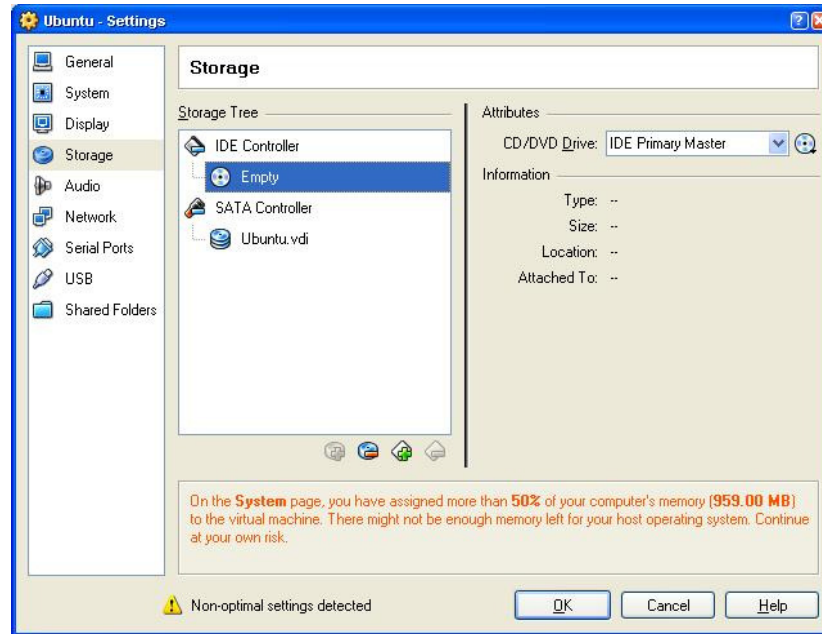 Ubuntu - Settings
General
System
Display
Storage
Audio
Network
Serial Ports
USB
Shared Folders
Storage
Storage Tree
IDE Controller
Empty
SATA Controller
Ubuntu.vdi
Attributes
CD/DVD Drive: IDE Primary Master
Information
Type: --
Size: --
Location: --
Attached To: --
On the System page, you have assigned more than 50% of your computer's memory (959.00 MB)
to the virtual machine. There might not be enough memory left for your host operating system. Continue
at your own risk.
Non-optimal settings detected
OK
Cancel
Help